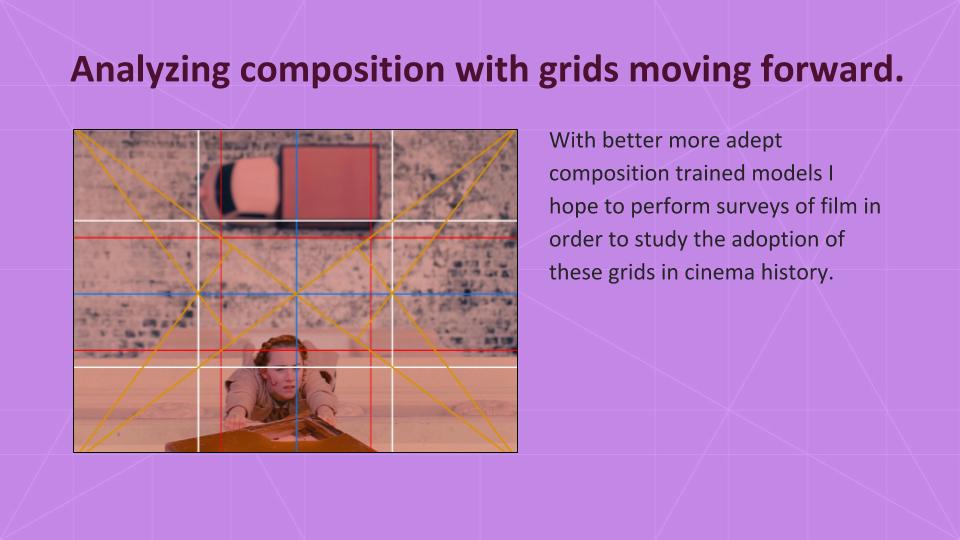 Analyzing composition with grids moving forward.
With better more adept
composition trained models I
hope to perform surveys of film in
order to study the adoption of
these grids in cinema history.